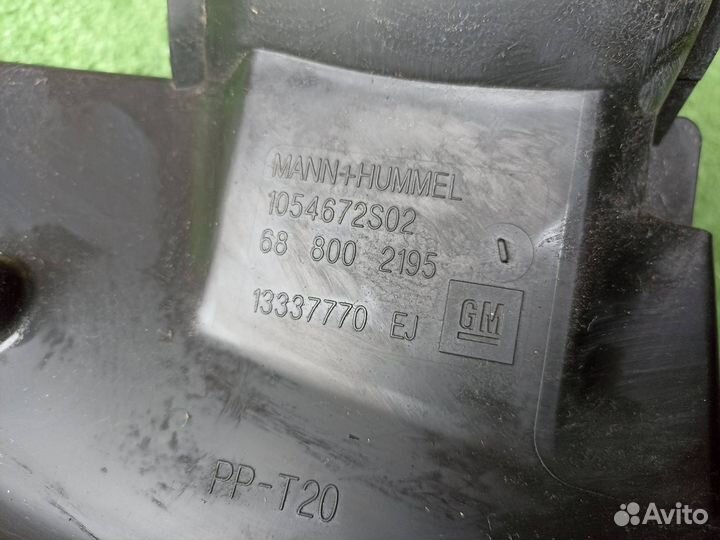 MANN+HUMMEL
1054672S02
68 800 2195
13337770 EJ GM
PP-T20
Avito